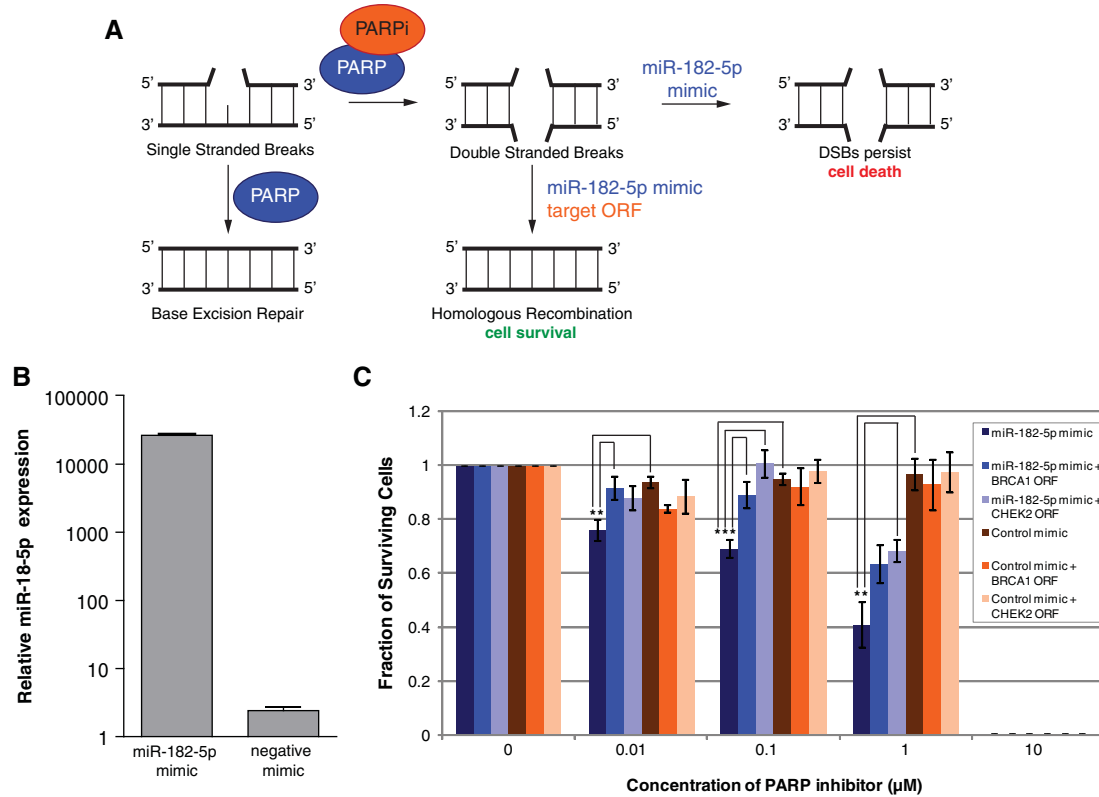 A
PARPi
PARP
5’ 3’
3’ 5’
Single Stranded Breaks
5’ 3’
3’ 5’
Double Stranded Breaks
miR-182-5p
mimic
5’ 3’
3’ 5’
DSBs persist
cell death
PARP
miR-182-5p mimic
target ORF
5’ 3’
3’ 5’
Base Excision Repair
5’ 3’
3’ 5’
Homologous Recombination
cell survival
B
Relative miR-18-5p expression
100000
10000
1000
100
10
1
miR-182-5p
mimic
negative
mimic
C
Fraction of Surviving Cells
1.2
1
0.8
0.6
0.4
0.2
0
**
***
**
miR-182-5p mimic
miR-182-5p mimic +
BRCA1 ORF
miR-182-5p mimic +
CHEK2 ORF
Control mimic
Control mimic +
BRCA1 ORF
Control mimic +
CHEK2 ORF
0 0.01 0.1 1 10
Concentration of PARP inhibitor (µM)